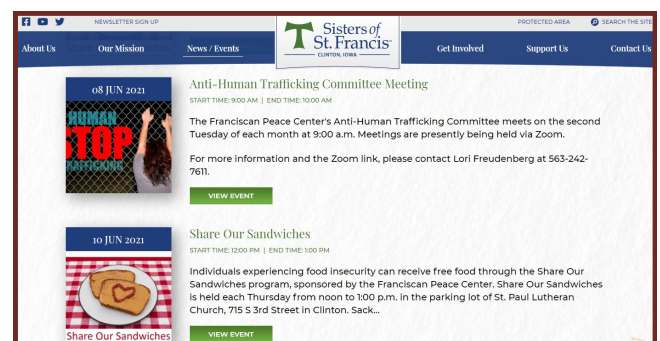 NEWSLETTER SIGN UP
PROTECTED AREA
SEARCH THE SITE
About Us
Our Mission
News / Events
Sisters of
St. Francis
CLINTON, IOWA
Get Involved
Support Us
Contact Us
08 JUN 2021
HUMAN
STOP
TRAFFICKING
Anti-Human Trafficking Committee Meeting
START TIME: 9:00 AM | END TIME: 10:00 AM
The Franciscan Peace Center's Anti-Human Trafficking Committee meets on the second
Tuesday of each month at 9:00 a.m. Meetings are presently being held via Zoom.
For more information and the Zoom link, please contact Lori Freudenberg at 563-242-
7611.
VIEW EVENT
10 JUN 2021
Share Our Sandwiches
Share Our Sandwiches
START TIME: 12:00 PM | END TIME: 1:00 PM
Individuals experiencing food insecurity can receive free food through the Share Our
Sandwiches program, sponsored by the Franciscan Peace Center. Share Our Sandwiches
is held each Thursday from noon to 1:00 p.m. in the parking lot of St. Paul Lutheran
Church, 715 S 3rd Street in Clinton. Sack...
VIEW EVENT